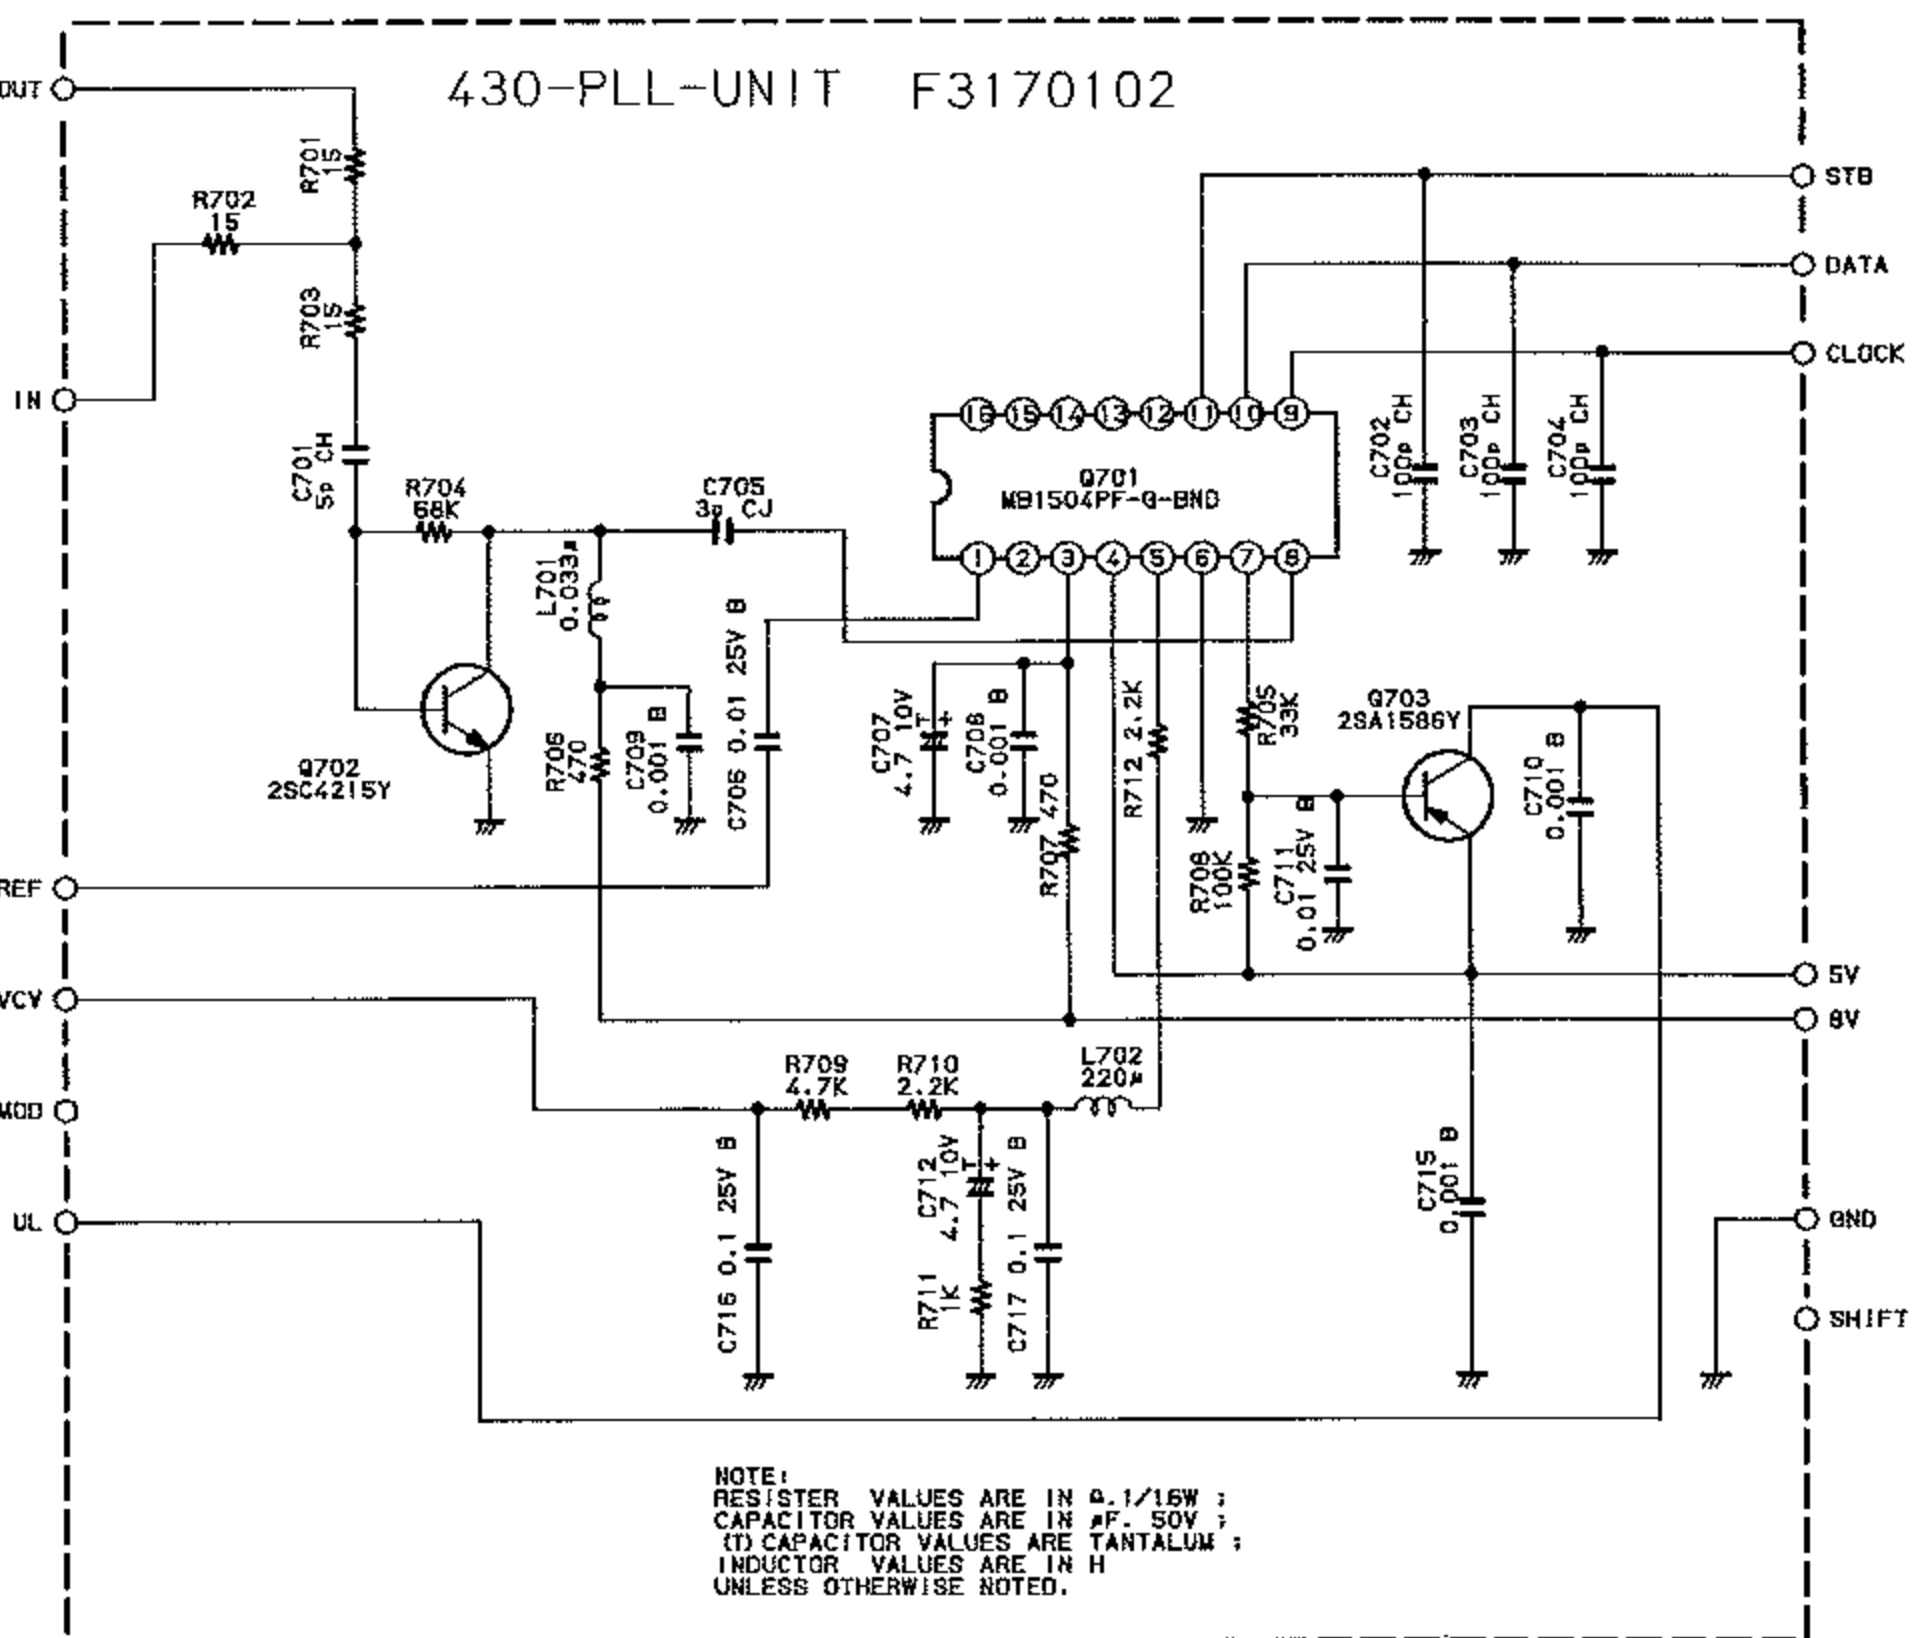 430-PLL-UNIT F3170102
OUT
R701
15
R702
15
R703
15
IN
C701
5p CH
R704
68K
C705
3p CJ
L701
0.033μ
Q702
2SC4215Y
R706
470
C709
0.001 B
C706 0.01 25V B
STB
DATA
CLOCK
16 15 14 13 12 11 10 9
Q701
MB1504PF-G-BND
1 2 3 4 5 6 7 8
C702
100p CH
C703
100p CH
C704
100p CH
C707
4.7 10V
T +
C708
0.001 B
R707 470
R712 2.2K
R705
33K
R708
100K
C711
0.01 25V B
Q703
2SA1586Y
C710
0.001 B
REF
VCV
MOD
UL
5V
8V
R709
4.7K
R710
2.2K
L702
220μ
C716 0.1 25V B
C712
4.7 10V
T +
R711
1K
C717 0.1 25V B
C715
0.001 B
GND
SHIFT
NOTE:
RESISTER VALUES ARE IN Ω. 1/16W ;
CAPACITOR VALUES ARE IN μF. 50V ;
(T) CAPACITOR VALUES ARE TANTALUM ;
INDUCTOR VALUES ARE IN H
UNLESS OTHERWISE NOTED.